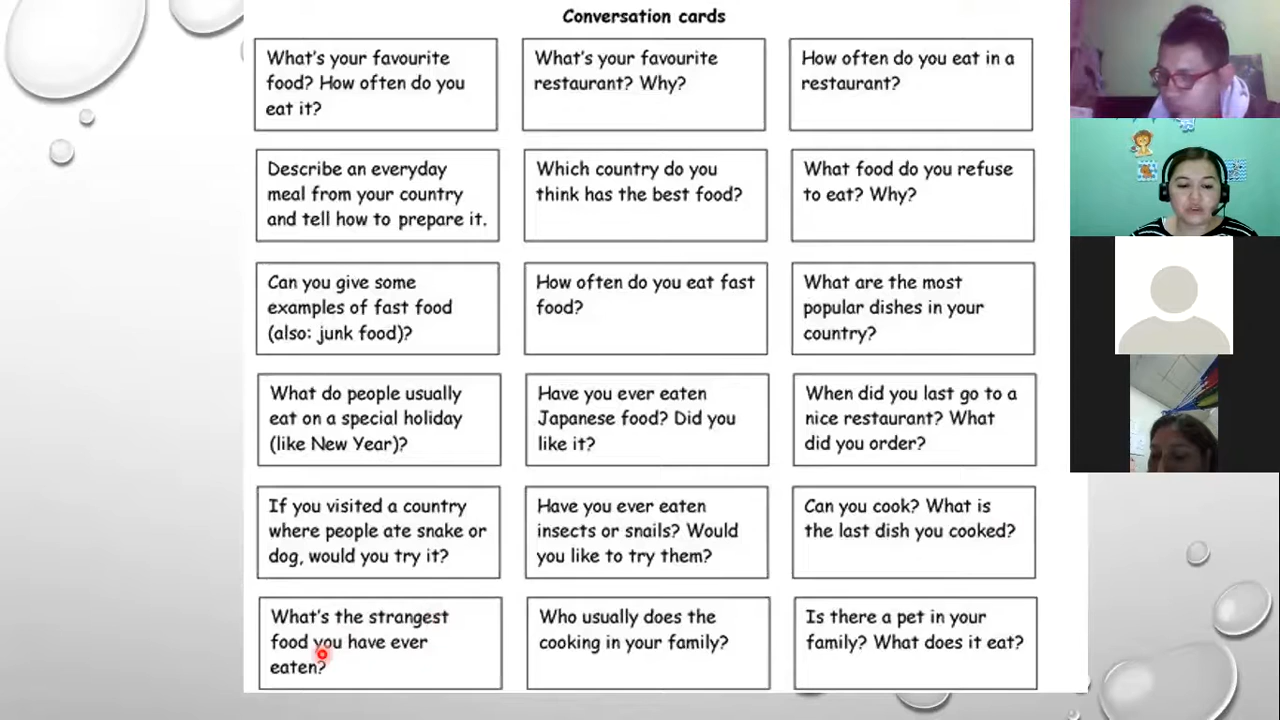 Conversation cards
What's your favourite
food? How often do you
eat it?
What's your favourite
restaurant? Why?
How often do you eat in a
restaurant?
Describe an everyday
meal from your country
and tell how to prepare it.
Which country do you
think has the best food?
What food do you refuse
to eat? Why?
Can you give some
examples of fast food
(also: junk food)?
How often do you eat fast
food?
What are the most
popular dishes in your
country?
What do people usually
eat on a special holiday
(like New Year)?
Have you ever eaten
Japanese food? Did you
like it?
When did you last go to a
nice restaurant? What
did you order?
If you visited a country
where people ate snake or
dog, would you try it?
Have you ever eaten
insects or snails? Would
you like to try them?
Can you cook? What is
the last dish you cooked?
What's the strangest
food you have ever
eaten?
Who usually does the
cooking in your family?
Is there a pet in your
family? What does it eat?